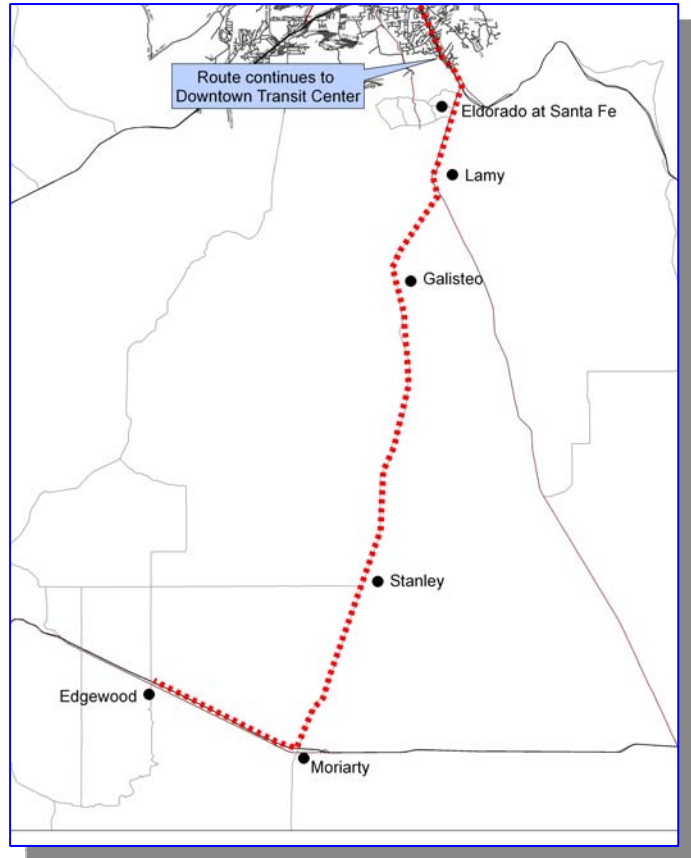 Route continues to
Downtown Transit Center
Eldorado at Santa Fe
Lamy
Galisteo
Stanley
Edgewood
Moriarty